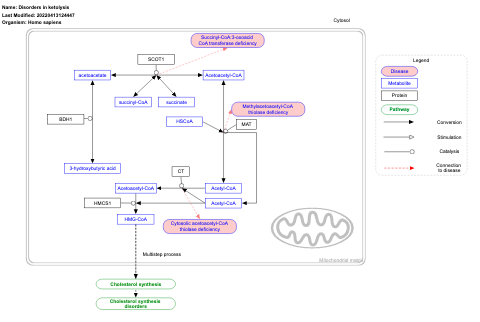 Name: Disorders in ketolysis
Last Modified: 20220413124447
Organism: Homo sapiens
Cytosol
Succinyl-CoA:3-oxoacid
CoA transferase deficiency
SCOT1
acetoacetate
Acetoacetyl-CoA
succinyl-CoA
succinate
Methylacetoacetyl-CoA
thiolase deficiency
BDH1
HSCoA
MAT
3-hydroxybutyric acid
CT
Acetoacetyl-CoA
Acetyl-CoA
HMCS1
Acetyl-CoA
HMG-CoA
Cytosolic acetoacetyl-CoA
thiolase deficiency
Mitochondrial matrix
Multistep process
Cholesterol synthesis
Cholesterol synthesis
disorders
Legend
Disease
Metabolite
Protein
Pathway
Conversion
Stimulation
Catalysis
Connection
to disease